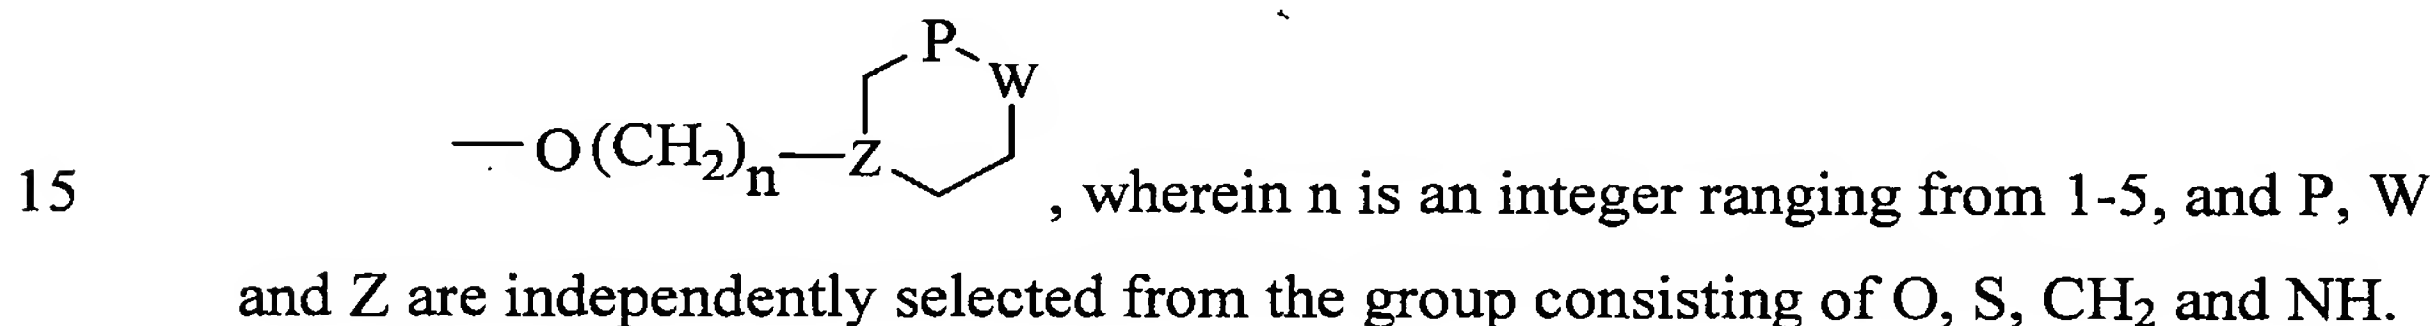 P
W
—O(CH₂)ₙ—Z
15 , wherein n is an integer ranging from 1-5, and P, W
and Z are independently selected from the group consisting of O, S, CH₂ and NH.